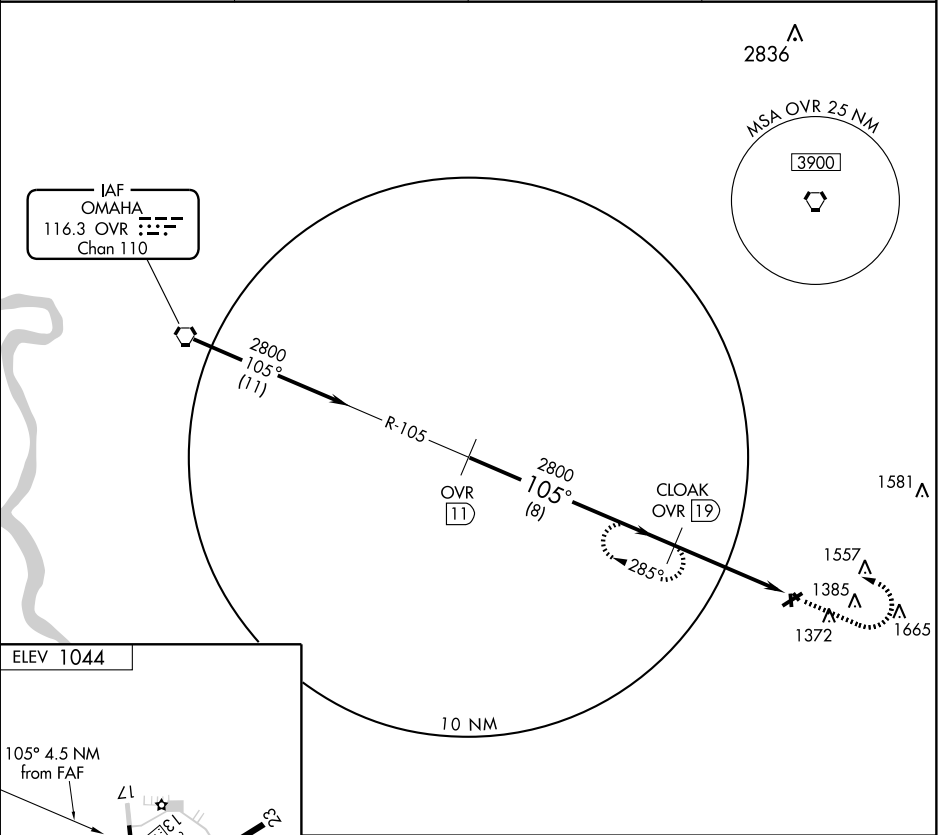 2836
MSA OVR 25 NM
3900
IAF
OMAHA
116.3 OVR
Chan 110
2800
105°
(11)
R-105
OVR
11
2800
105°
(8)
CLOAK
OVR 19
285°
1581
1557
1385
1372
1665
10 NM
ELEV 1044
105° 4.5 NM
from FAF
17
23